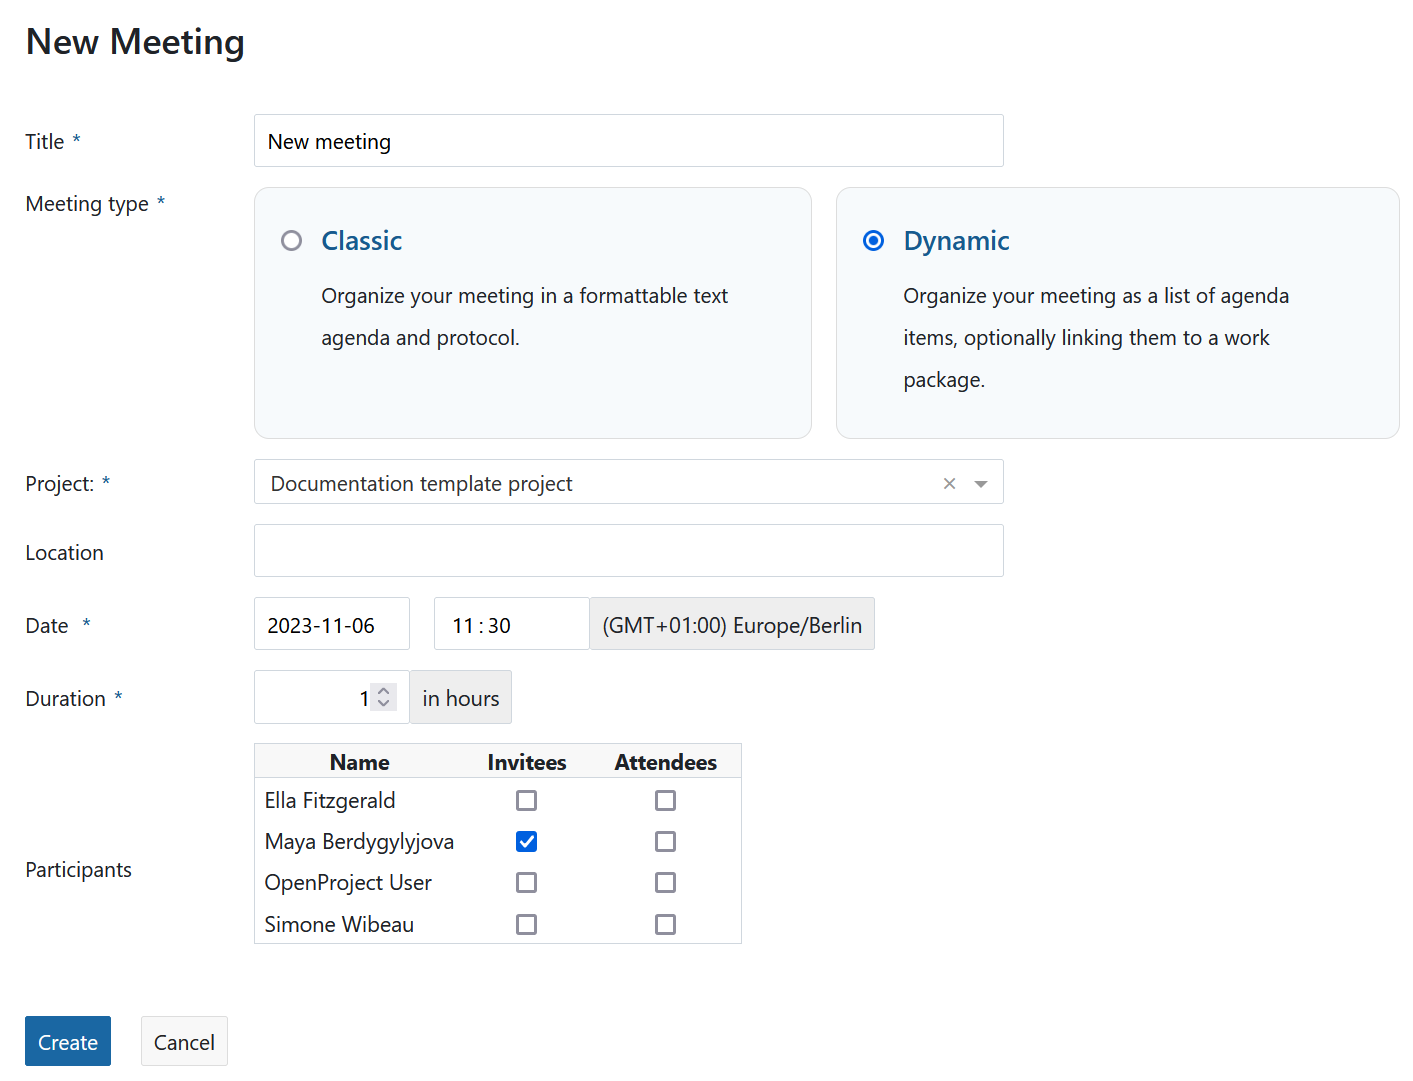 New Meeting
Title *
New meeting
Meeting type *
Classic
Organize your meeting in a formattable text
agenda and protocol.
Dynamic
Organize your meeting as a list of agenda
items, optionally linking them to a work
package.
Project: *
Documentation template project
Location
Date *
2023-11-06
11:30
(GMT+01:00) Europe/Berlin
Duration *
1
in hours
Participants
Name Invitees Attendees
Ella Fitzgerald
Maya Berdygylyjova
OpenProject User
Simone Wibeau
Create
Cancel